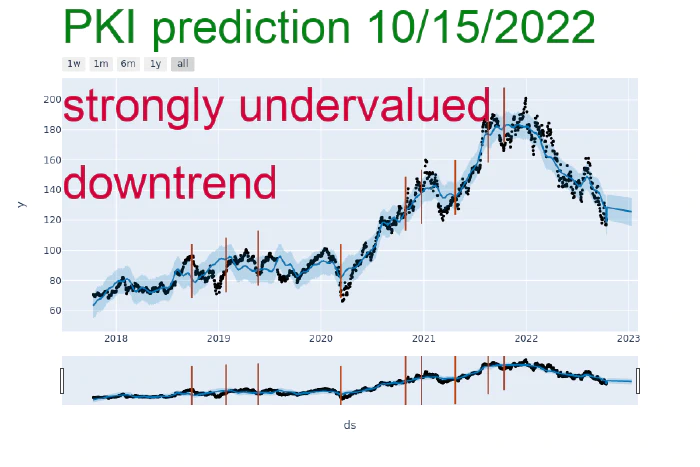 PKI prediction 10/15/2022
1w 1m 6m 1y all
strongly undervalued
downtrend
200
180
160
140
120
100
80
60
y
2018 2019 2020 2021 2022 2023
ds